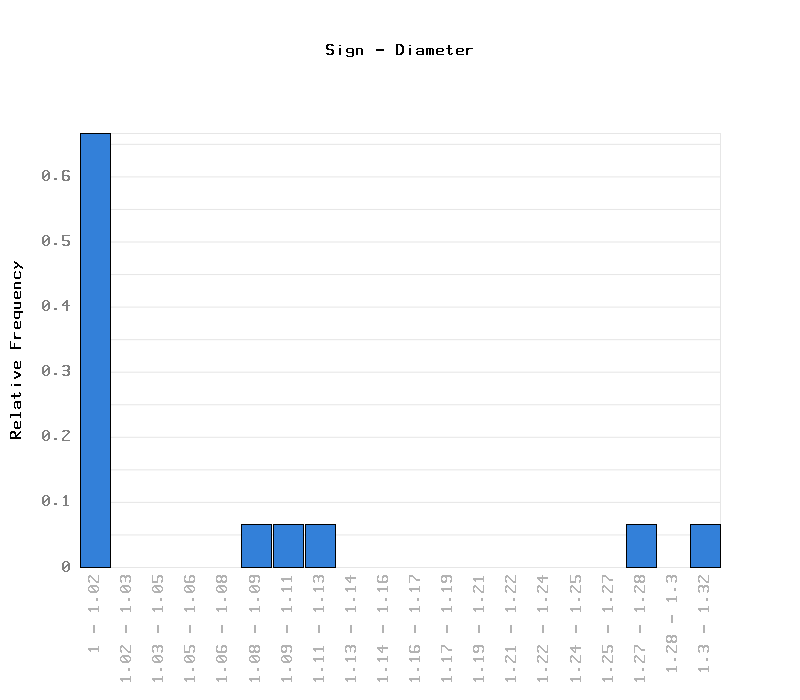 Sign - Diameter
Relative Frequency
0.6
0.5
0.4
0.3
0.2
0.1
0
1 - 1.02
1.02 - 1.03
1.03 - 1.05
1.05 - 1.06
1.06 - 1.08
1.08 - 1.09
1.09 - 1.11
1.11 - 1.13
1.13 - 1.14
1.14 - 1.16
1.16 - 1.17
1.17 - 1.19
1.19 - 1.21
1.21 - 1.22
1.22 - 1.24
1.24 - 1.25
1.25 - 1.27
1.27 - 1.28
1.28 - 1.3
1.3 - 1.32